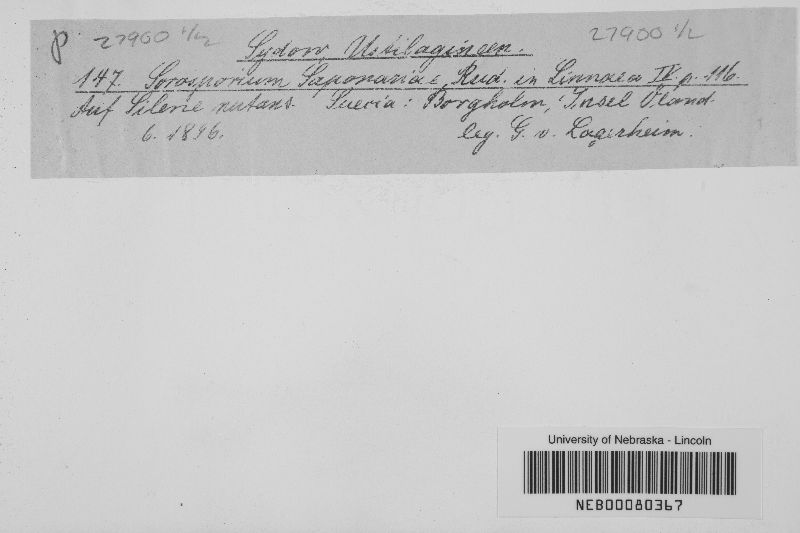 P 27900 1/2 27900 1/2
Sydow, Ustilagineen.
147. Sorosporium Saponariae Rud. in Linnaea IV. p. 116.
Auf Silene nutans. Suecia: Borgholm, Insel Öland.
6. 1896. leg. G. v. Lagerheim.
University of Nebraska - Lincoln
NEB00080367